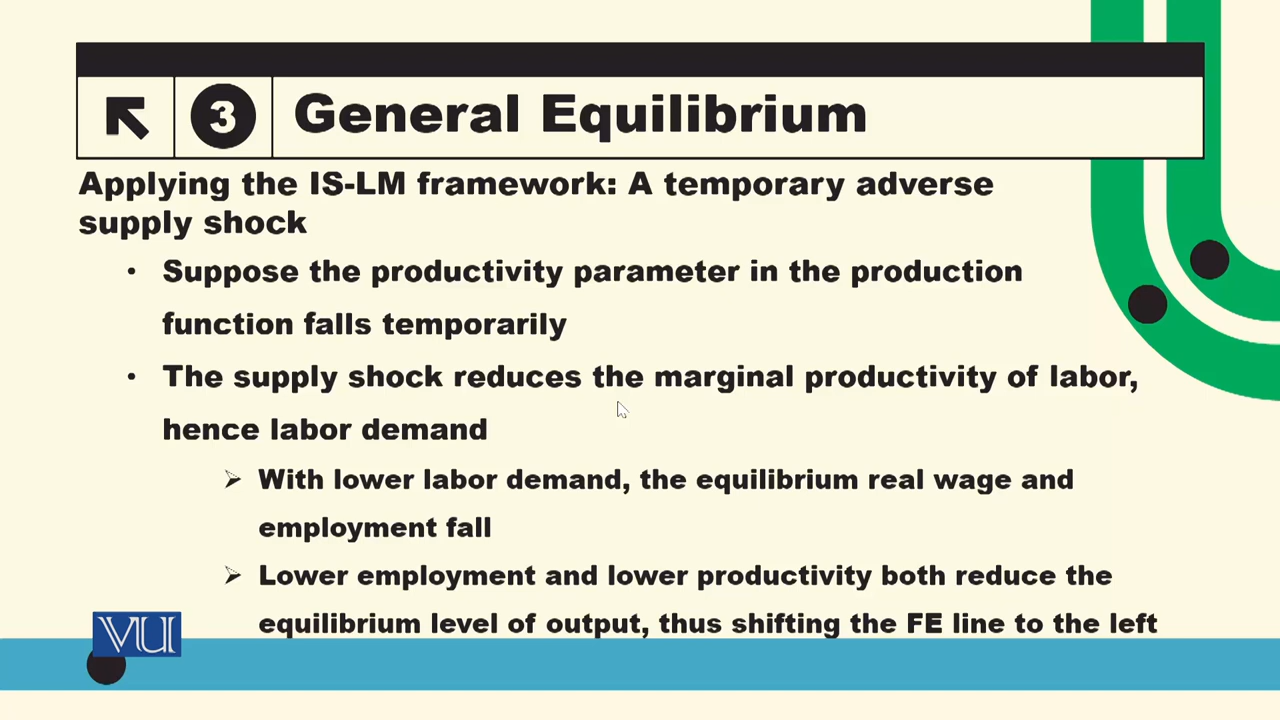 3 General Equilibrium
Applying the IS-LM framework: A temporary adverse
supply shock
• Suppose the productivity parameter in the production
function falls temporarily
• The supply shock reduces the marginal productivity of labor,
hence labor demand
➢ With lower labor demand, the equilibrium real wage and
employment fall
➢ Lower employment and lower productivity both reduce the
equilibrium level of output, thus shifting the FE line to the left
VU